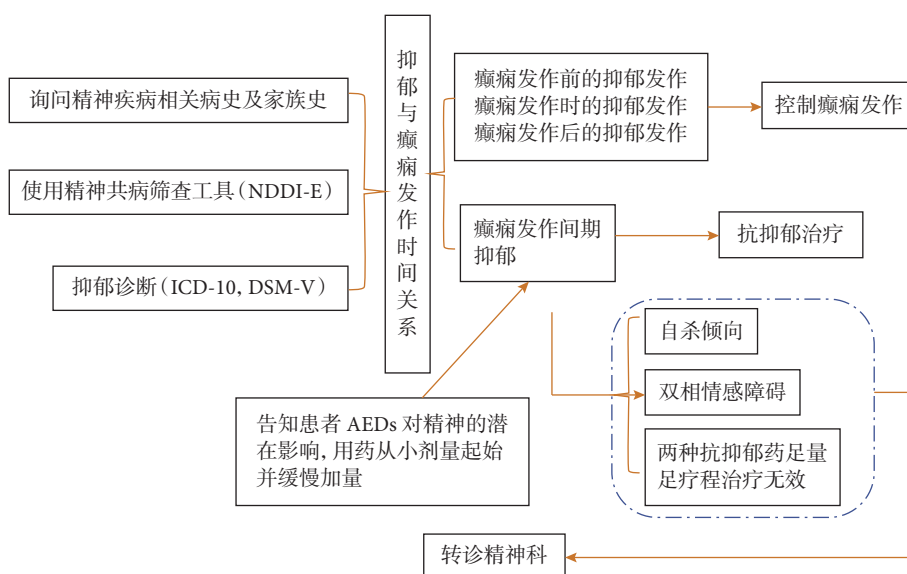 询问精神疾病相关病史及家族史
使用精神共病筛查工具(NDDI-E)
抑郁诊断(ICD-10, DSM-V)
抑郁与癫痫发作时间关系
癫痫发作前的抑郁发作
癫痫发作时的抑郁发作
癫痫发作后的抑郁发作
控制癫痫发作
癫痫发作间期
抑郁
抗抑郁治疗
自杀倾向
双相情感障碍
两种抗抑郁药足量
足疗程治疗无效
告知患者 AEDs 对精神的潜
在影响, 用药从小剂量起始
并缓慢加量
转诊精神科